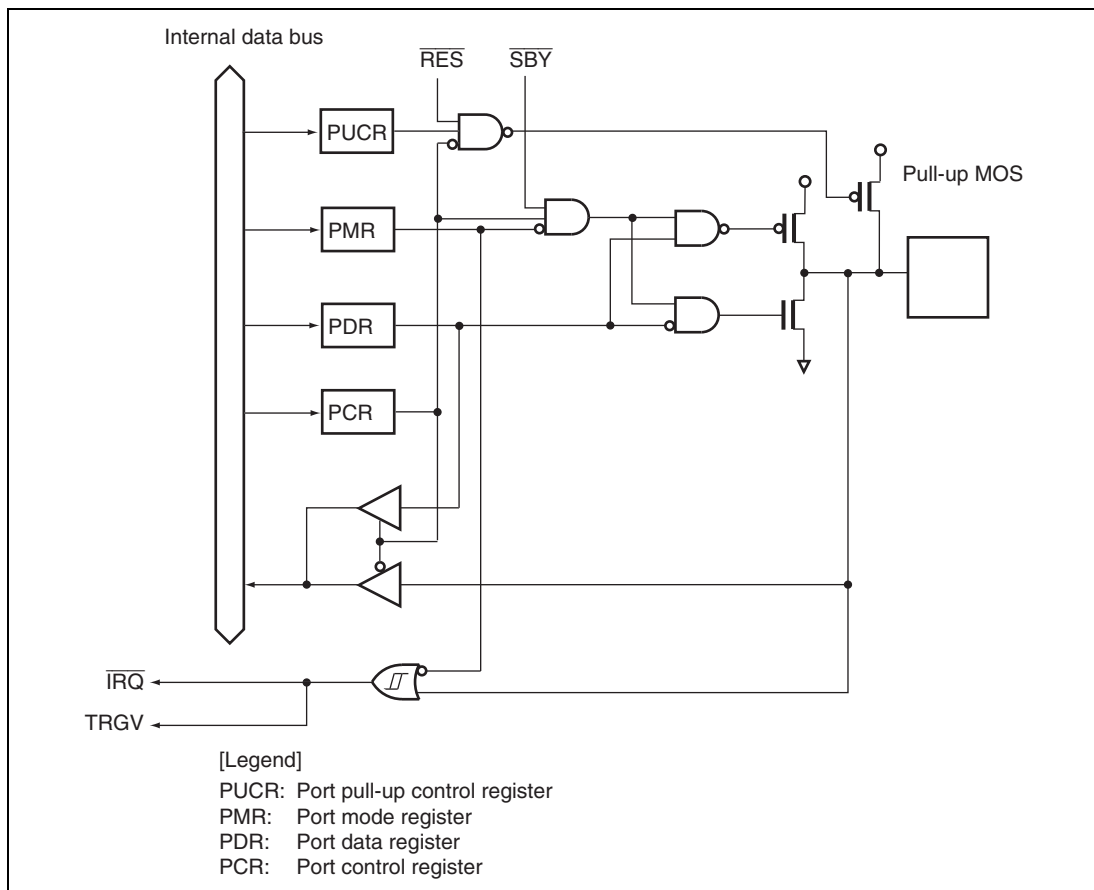 Internal data bus
RES
SBY
PUCR
Pull-up MOS
PMR
PDR
PCR
IRQ
TRGV
[Legend]
PUCR: Port pull-up control register
PMR: Port mode register
PDR: Port data register
PCR: Port control register